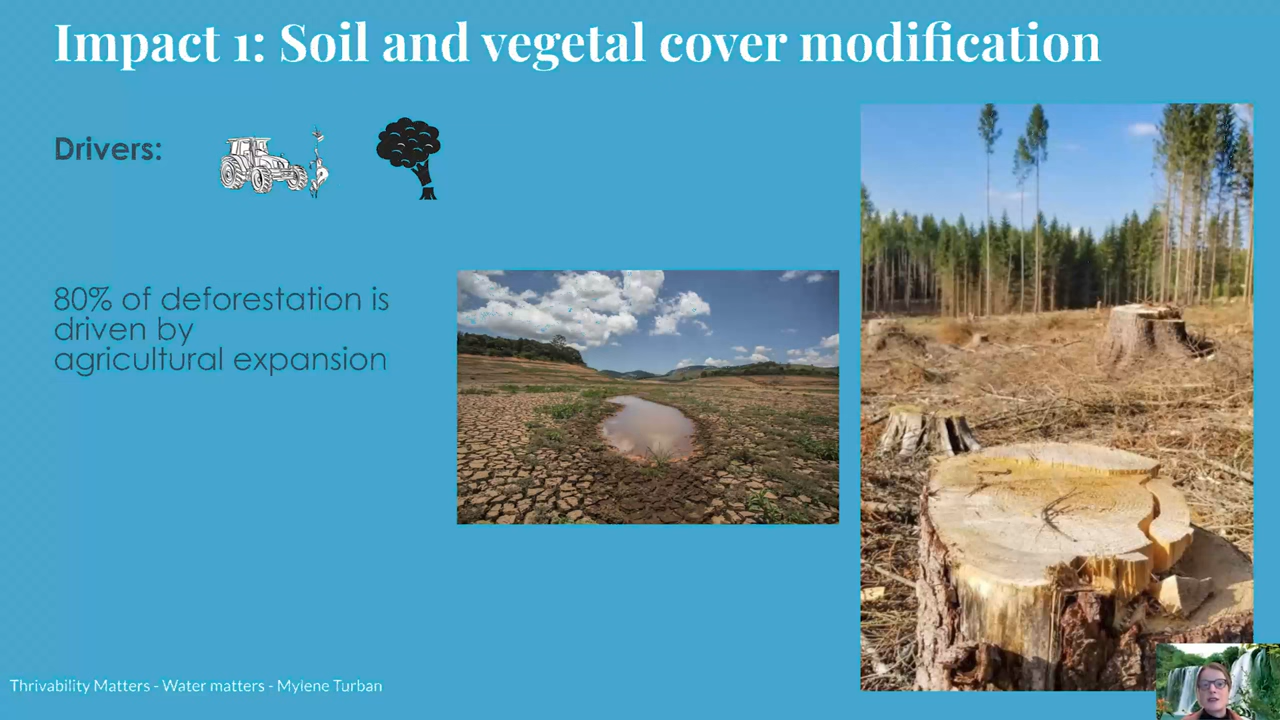 Impact 1: Soil and vegetal cover modification
Drivers:
80% of deforestation is
driven by
agricultural expansion
Thrivability Matters - Water matters - Mylene Turban